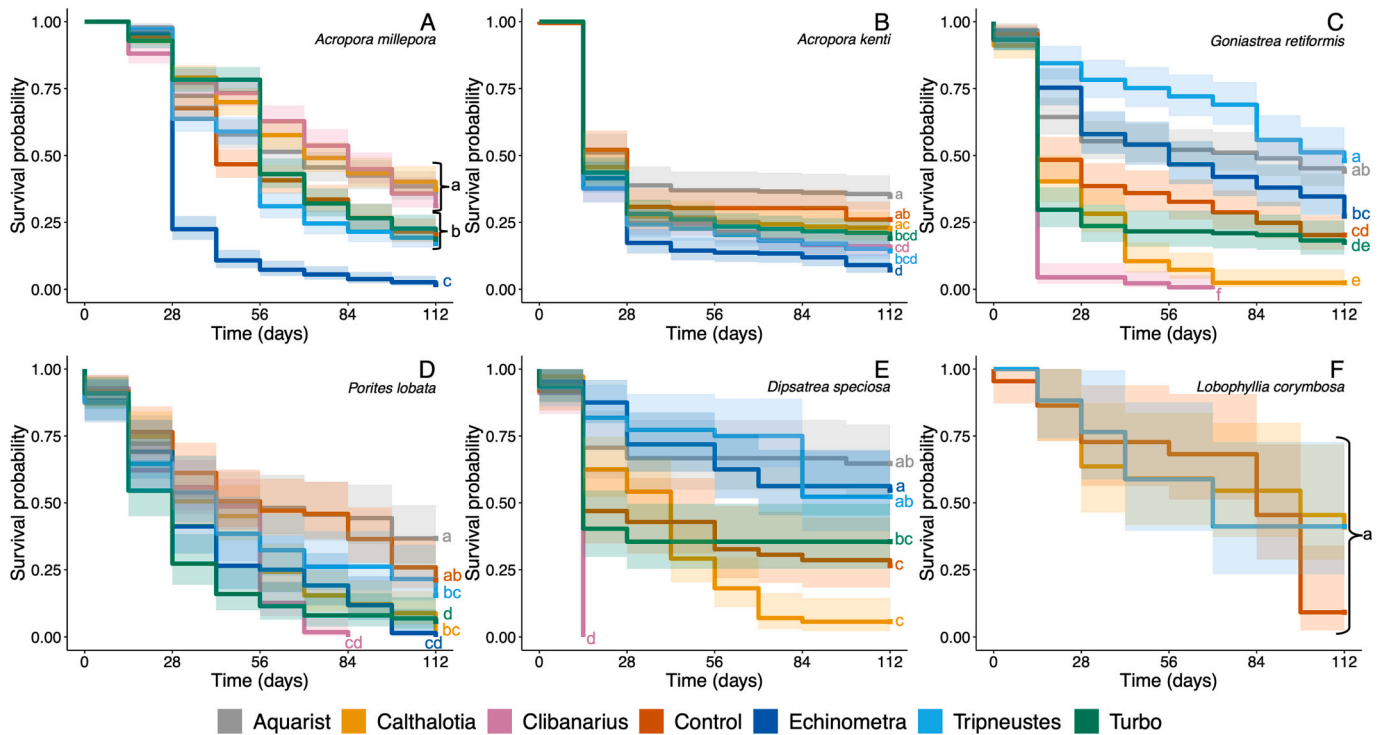 A
Acropora millepora
Survival probability
1.00
0.75
0.50
0.25
0.00
a
b
c
0 28 56 84 112
Time (days)
B
Acropora kenti
Survival probability
1.00
0.75
0.50
0.25
0.00
a
ab
ac
bcd
cd
bcd
d
0 28 56 84 112
Time (days)
C
Goniastrea retiformis
Survival probability
1.00
0.75
0.50
0.25
0.00
a
ab
bc
cd
de
e
f
0 28 56 84 112
Time (days)
D
Porites lobata
Survival probability
1.00
0.75
0.50
0.25
0.00
a
ab
bc
d
bc
cd
cd
0 28 56 84 112
Time (days)
E
Dipsatrea speciosa
Survival probability
1.00
0.75
0.50
0.25
0.00
ab
a
ab
bc
c
c
d
0 28 56 84 112
Time (days)
F
Lobophyllia corymbosa
Survival probability
1.00
0.75
0.50
0.25
0.00
a
0 28 56 84 112
Time (days)
Aquarist Calthalotia Clibanarius Control Echinometra Tripneustes Turbo